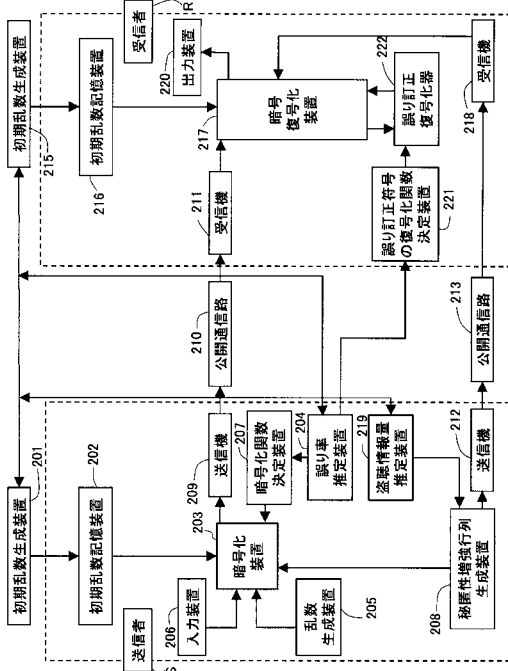 初期乱数生成装置
201
初期乱数記憶装置
202
送信者
S
203
暗号化
装置
206
入力装置
205
乱数
生成装置
207
暗号化関数
決定装置
204
誤り率
推定装置
219
盗聴情報量
推定装置
208
秘匿性増強行列
生成装置
209
送信機
212
送信機
210
公開通信路
213
公開通信路
211
受信機
初期乱数生成装置
215
初期乱数記憶装置
216
受信者
R
220
出力装置
217
暗号
復号化
装置
222
誤り訂正
復号化器
誤り訂正符号
の復号化関数
決定装置
221
受信機
218